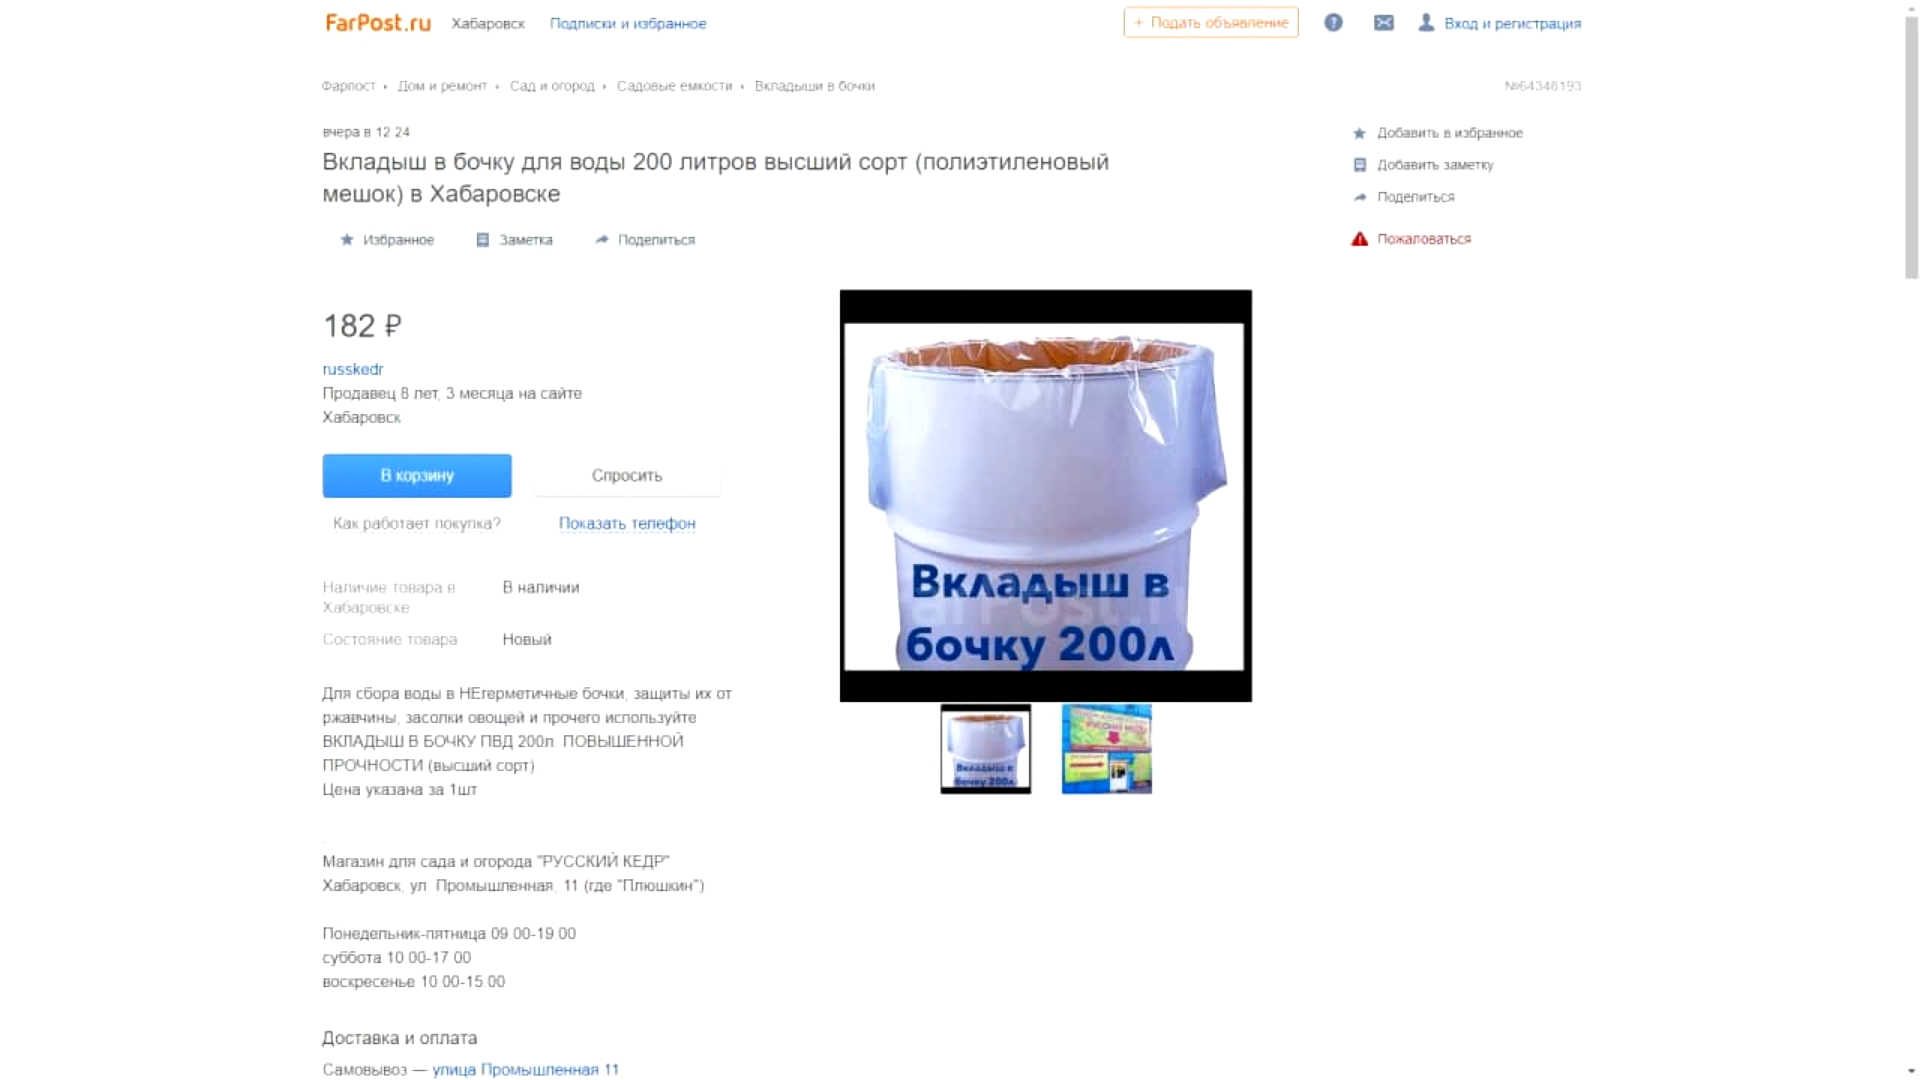 FarPost.ru Хабаровск Подписки и избранное + Подать объявление Вход и регистрация
Фарпост Дом и ремонт Сад и огород Садовые емкости Вкладыши в бочки №64348193
вчера в 12:24
Вкладыш в бочку для воды 200 литров высший сорт (полиэтиленовый
мешок) в Хабаровске
Избранное Заметка Поделиться
Добавить в избранное
Добавить заметку
Поделиться
Пожаловаться
182 ₽
russkedr
Продавец 8 лет, 3 месяца на сайте
Хабаровск
В корзину Спросить
Как работает покупка? Показать телефон
Наличие товара в Хабаровске В наличии
Состояние товара Новый
Для сбора воды в НЕгерметичные бочки, защиты их от
ржавчины, засолки овощей и прочего используйте
ВКЛАДЫШ В БОЧКУ ПВД 200л. ПОВЫШЕННОЙ
ПРОЧНОСТИ (высший сорт)
Цена указана за 1шт
.
Магазин для сада и огорода "РУССКИЙ КЕДР"
Хабаровск, ул. Промышленная, 11 (где "Плюшкин")
Понедельник-пятница 09.00-19.00
суббота 10.00-17.00
воскресенье 10.00-15.00
Доставка и оплата
Самовывоз — улица Промышленная 11
Вкладыш в
бочку 200л
Вкладыш в
бочку 200л